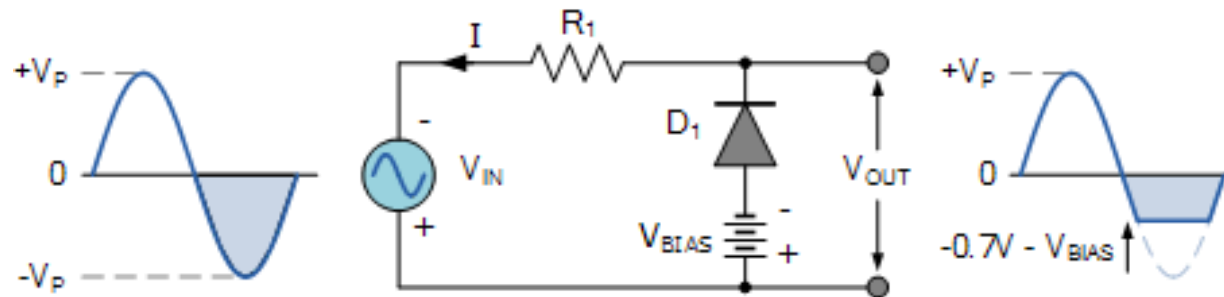 +VP
0
-VP
I
R1
-
VIN
+
D1
VBIAS
-
+
VOUT
+VP
0
-0.7V - VBIAS